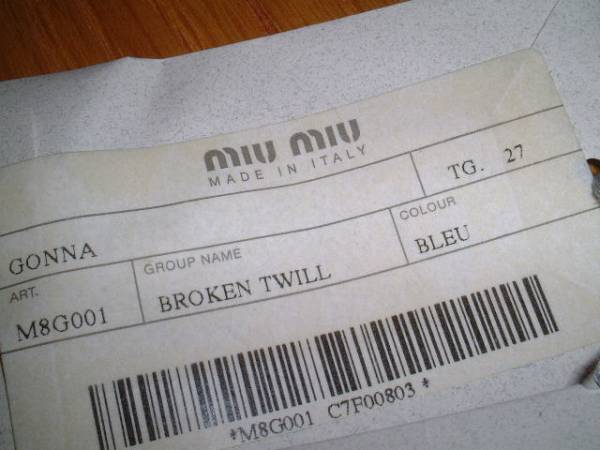 miu miu
MADE IN ITALY
GONNA
TG. 27
ART.
M8G001
GROUP NAME
BROKEN TWILL
COLOUR
BLEU
*M8G001 C7F00803*